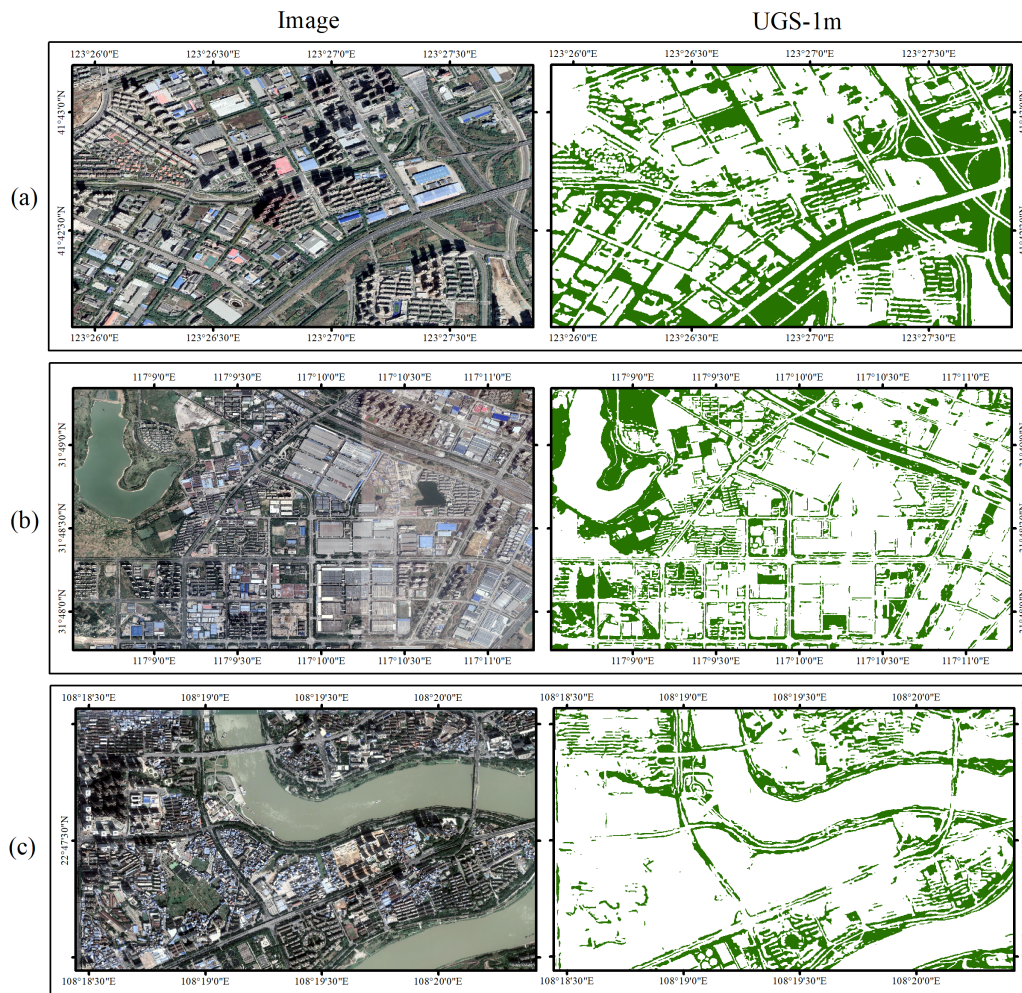 Image UGS-1m
123°26'0"E 123°26'30"E 123°27'0"E 123°27'30"E 123°26'0"E 123°26'30"E 123°27'0"E 123°27'30"E
41°43'0"N
(a)
41°42'30"N
123°26'0"E 123°26'30"E 123°27'0"E 123°27'30"E 123°26'0"E 123°26'30"E 123°27'0"E 123°27'30"E
117°9'0"E 117°9'30"E 117°10'0"E 117°10'30"E 117°11'0"E 117°9'0"E 117°9'30"E 117°10'0"E 117°10'30"E 117°11'0"E
31°49'0"N
(b)
31°48'30"N
31°48'0"N
117°9'0"E 117°9'30"E 117°10'0"E 117°10'30"E 117°11'0"E 117°9'0"E 117°9'30"E 117°10'0"E 117°10'30"E 117°11'0"E
108°18'30"E 108°19'0"E 108°19'30"E 108°20'0"E 108°18'30"E 108°19'0"E 108°19'30"E 108°20'0"E
(c)
22°47'30"N
108°18'30"E 108°19'0"E 108°19'30"E 108°20'0"E 108°18'30"E 108°19'0"E 108°19'30"E 108°20'0"E